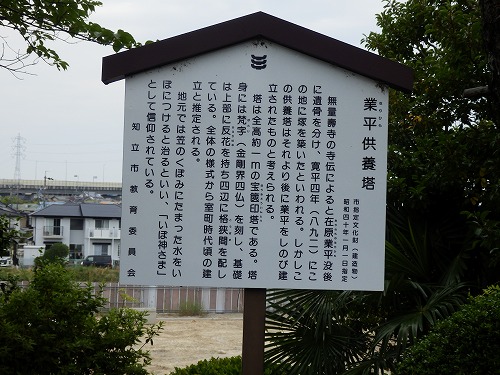 業平供養塔
なりひら
市指定文化財(建造物)
昭和四十年一月一日指定
無量壽寺の寺伝によると在原業平没後
に遺骨を分け、寛平四年(八九二)にこ
の地に塚を築いたといわれる。しかしこ
の供養塔はそれより後に業平をしのび建
立されたものと考えられる。
塔は全高約一mの宝篋印塔である。塔
身には梵字(金剛界四仏)を刻し、基礎
は上部に反花を持ち四辺に格狭間を配し
ている。全体の様式から室町時代頃の建
立と推定される。
地元では笠のくぼみにたまった水をい
ぼにつけると治るといい、「いぼ神さま」
として信仰されている。
知立市教育委員会